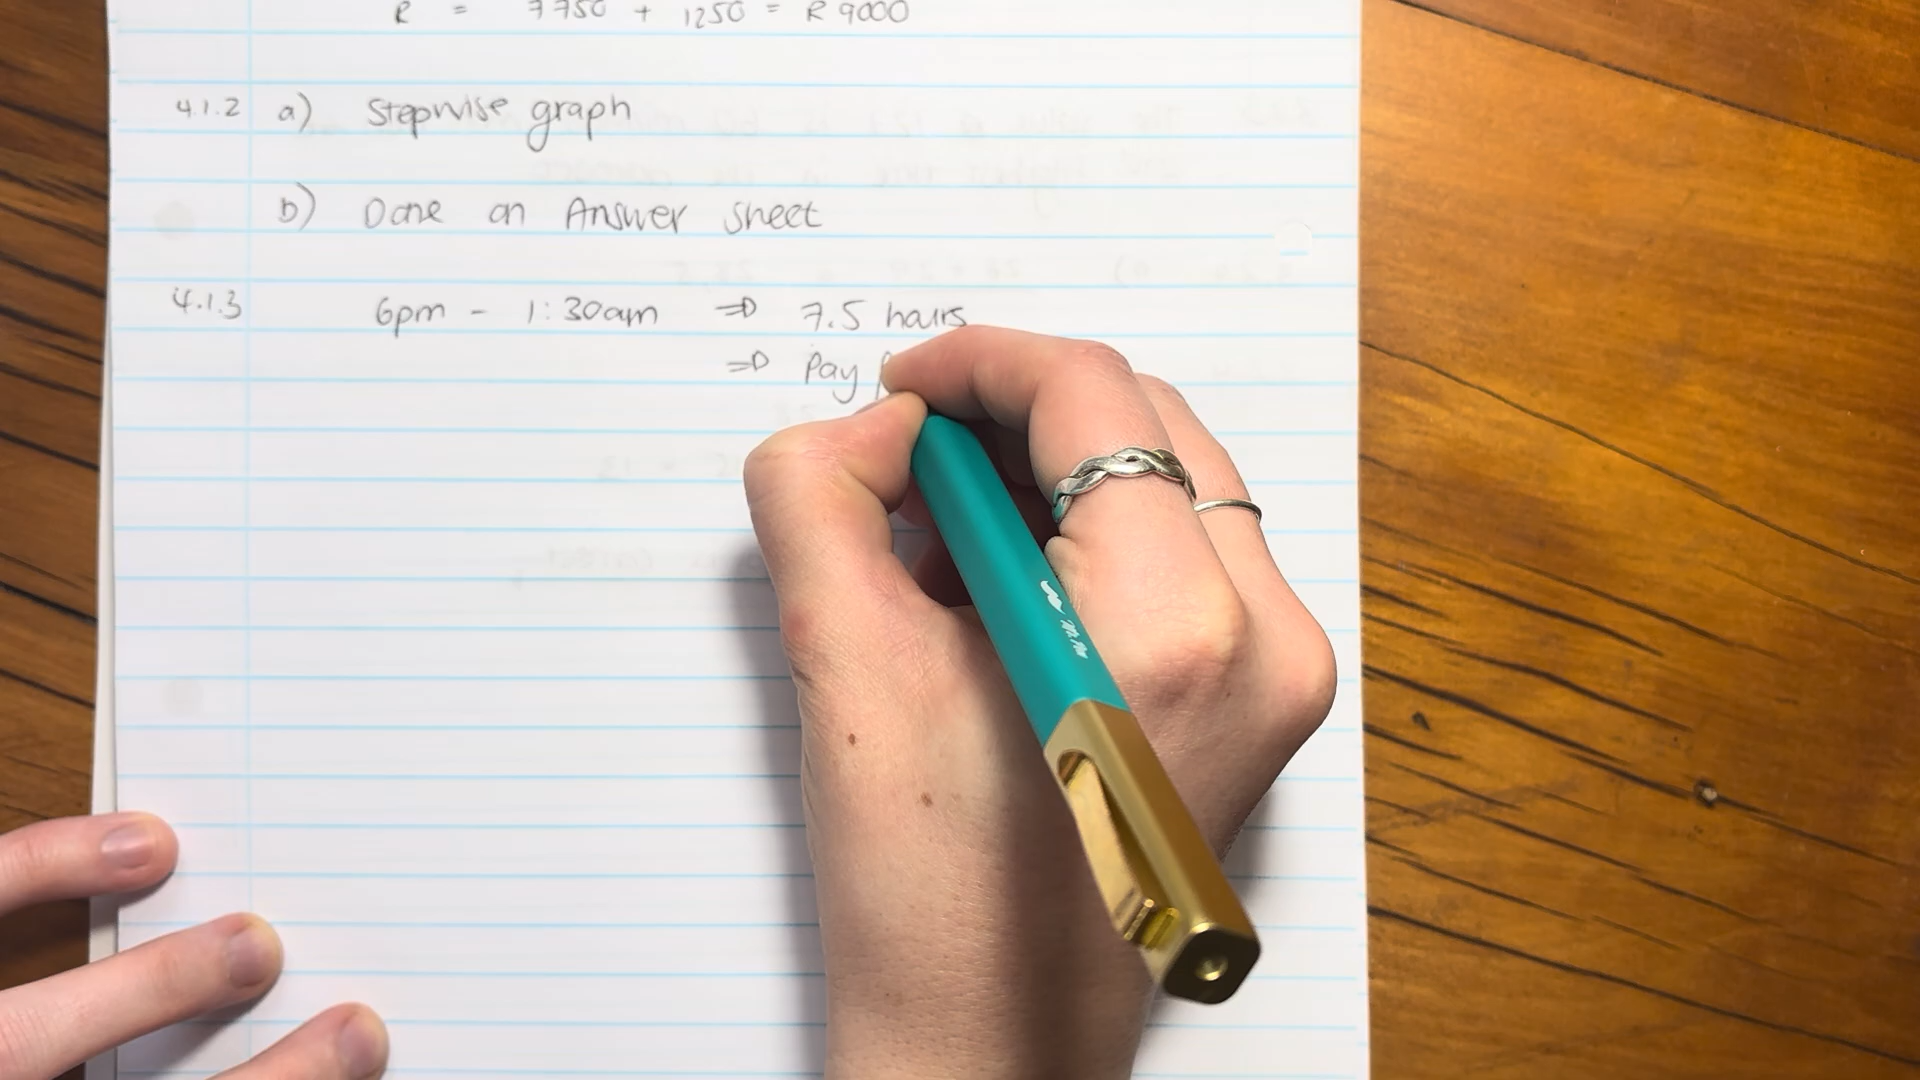 R = 7750 + 1250 = R 9000
4.1.2 a) Stepwise graph
b) Done on Answer sheet
4.1.3 6pm - 1:30am ⇒ 7.5 hours
⇒ Pay